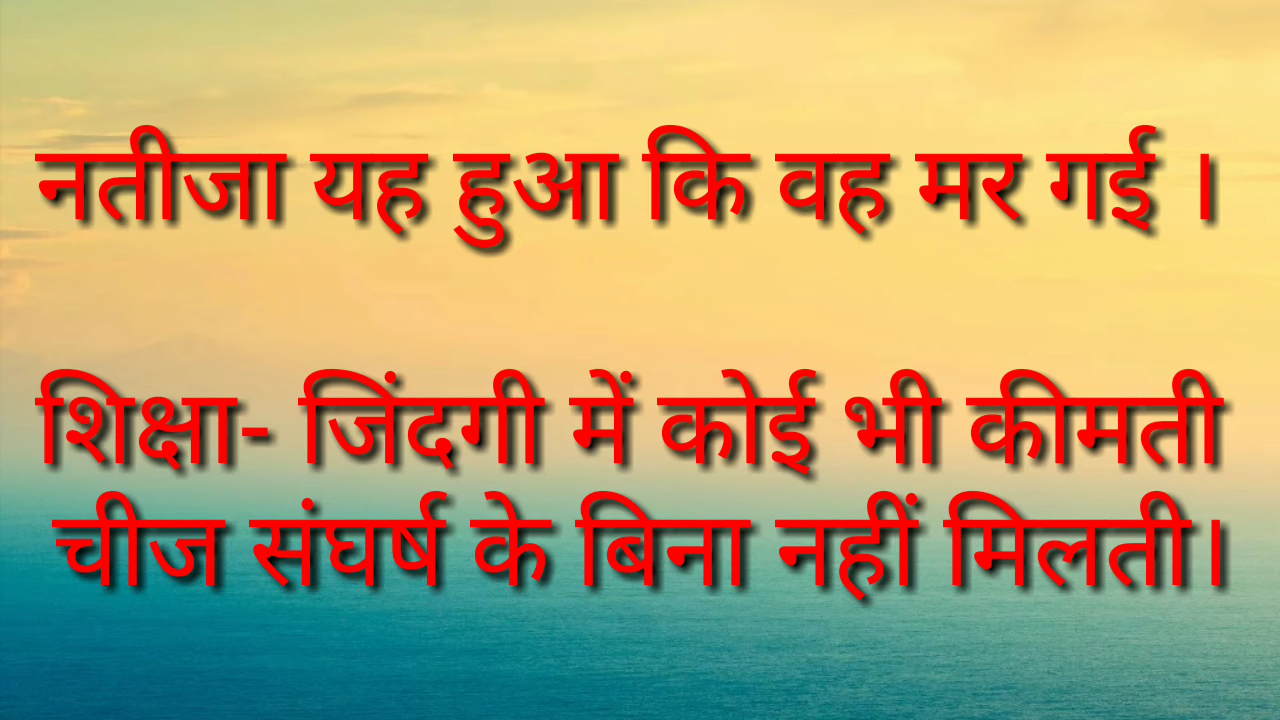 नतीजा यह हुआ कि वह मर गई ।
शिक्षा- जिंदगी में कोई भी कीमती
चीज संघर्ष के बिना नहीं मिलती।